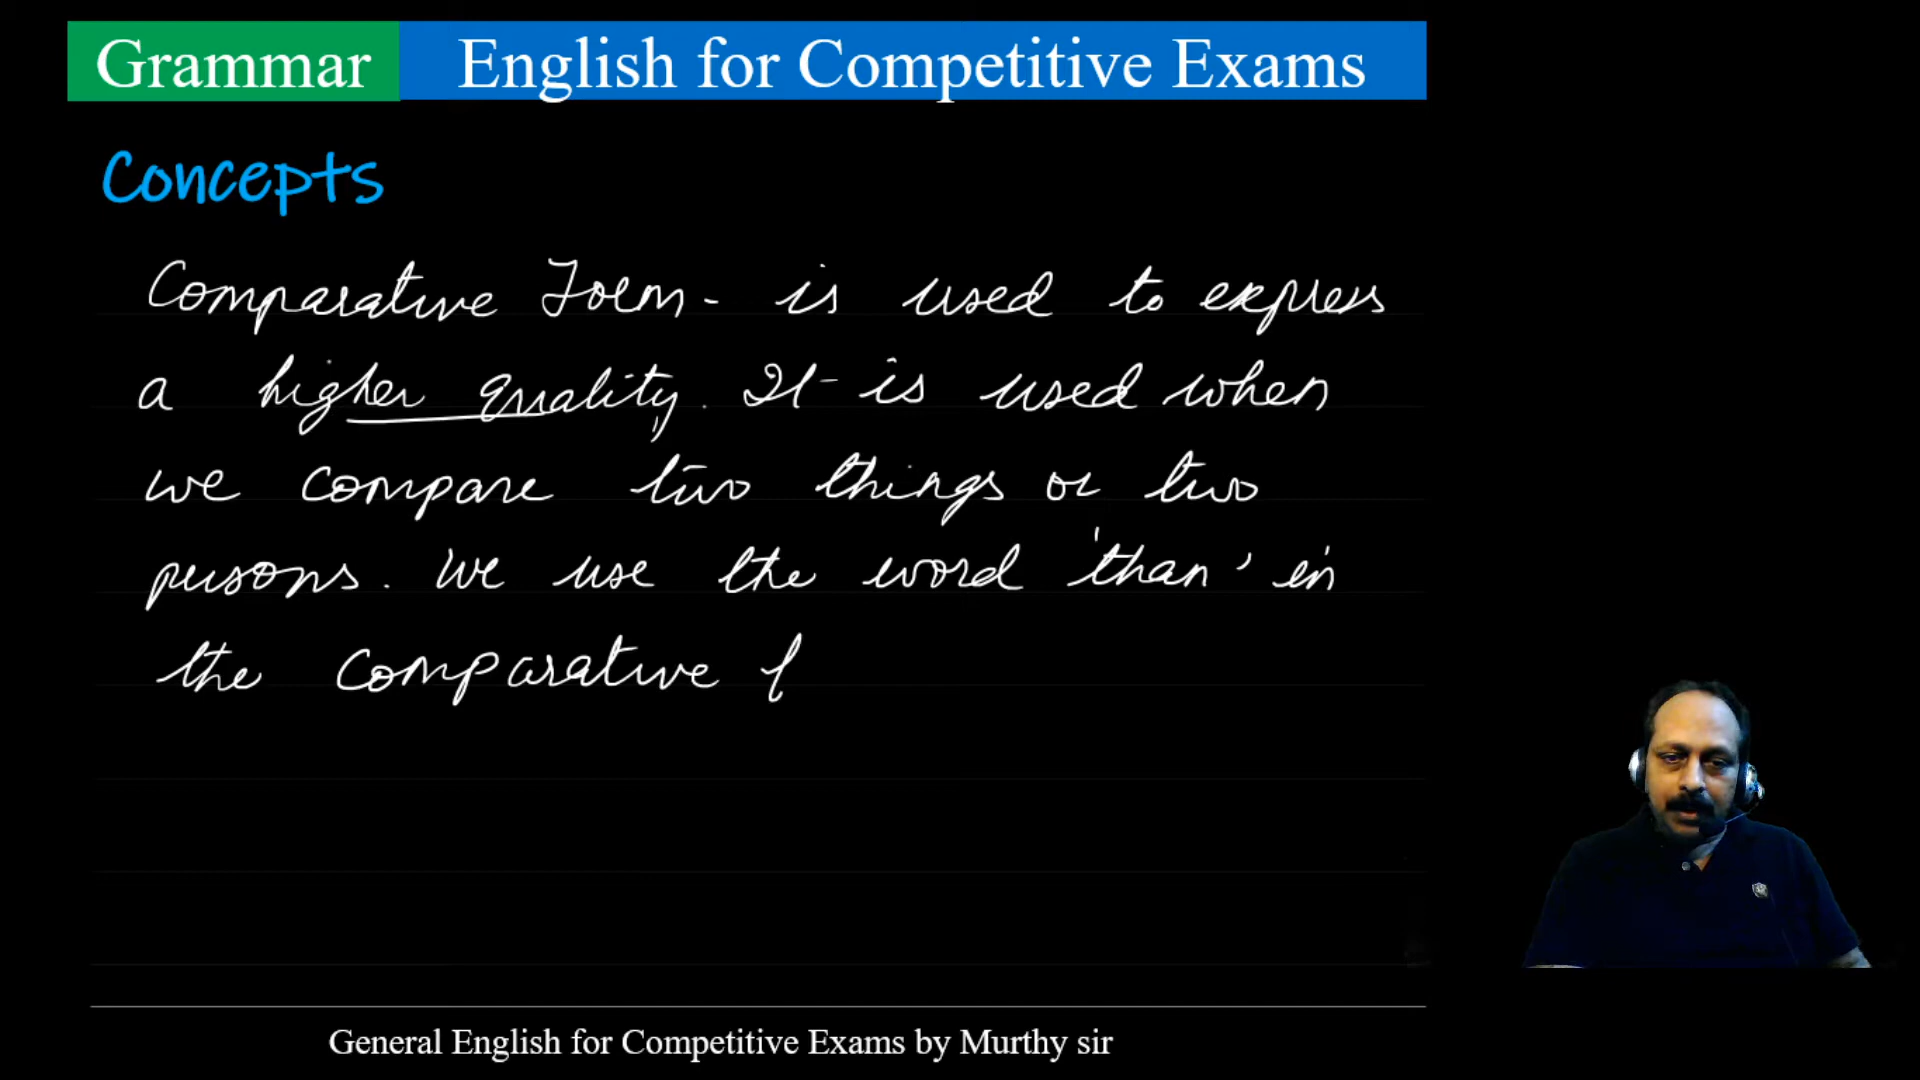 Grammar English for Competitive Exams
Concepts
Comparative Form - is used to express
a higher quality. It is used when
we compare two things or two
persons. We use the word 'than' in
the comparative f
General English for Competitive Exams by Murthy sir